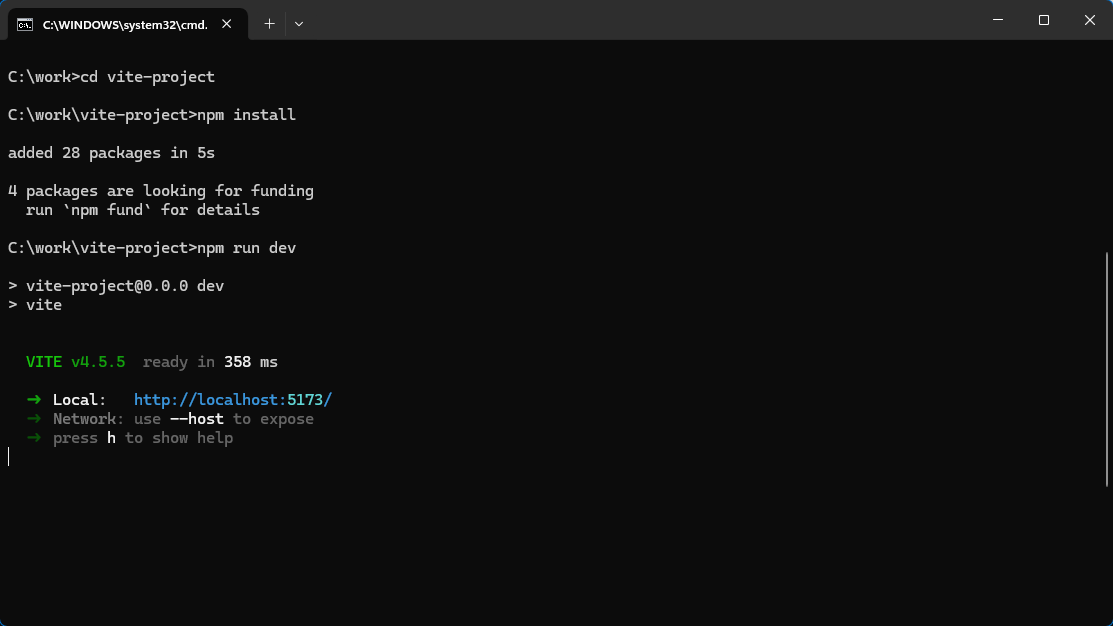 C:\WINDOWS\system32\cmd.
C:\work>cd vite-project
C:\work\vite-project>npm install
added 28 packages in 5s
4 packages are looking for funding
run `npm fund` for details
C:\work\vite-project>npm run dev
> vite-project@0.0.0 dev
> vite
VITE v4.5.5  ready in 358 ms
➜ Local:   http://localhost:5173/
➜ Network: use --host to expose
➜ press h to show help